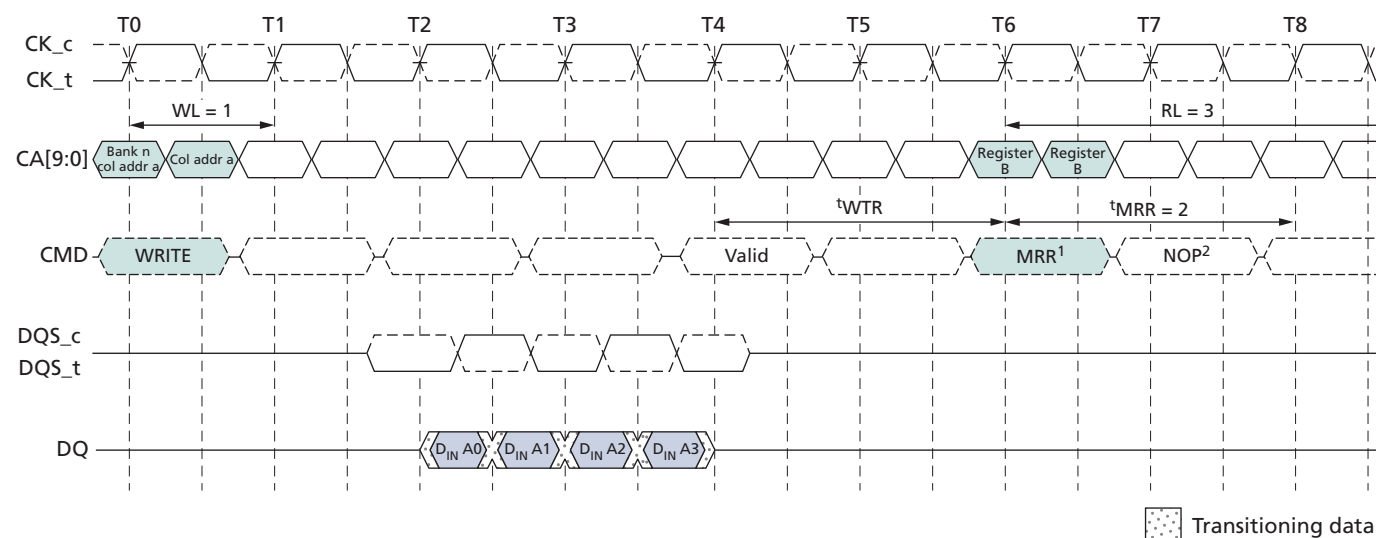 T0 T1 T2 T3 T4 T5 T6 T7 T8
CK_c
CK_t
WL = 1 RL = 3
CA[9:0] Bank n col addr a Col addr a Register B Register B
tWTR tMRR = 2
CMD WRITE Valid MRR1 NOP2
DQS_c
DQS_t
DQ DIN A0 DIN A1 DIN A2 DIN A3
Transitioning data